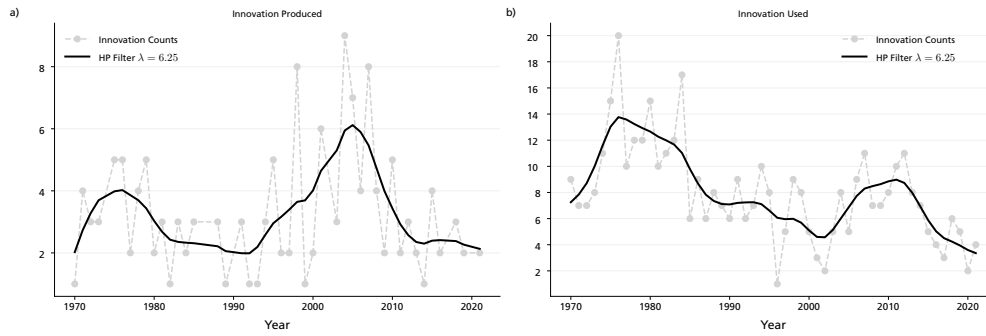 a)
Innovation Produced
Innovation Counts
HP Filter λ = 6.25
8
6
4
2
1970 1980 1990 2000 2010 2020
Year
b)
Innovation Used
Innovation Counts
HP Filter λ = 6.25
20
18
16
14
12
10
8
6
4
2
1970 1980 1990 2000 2010 2020
Year